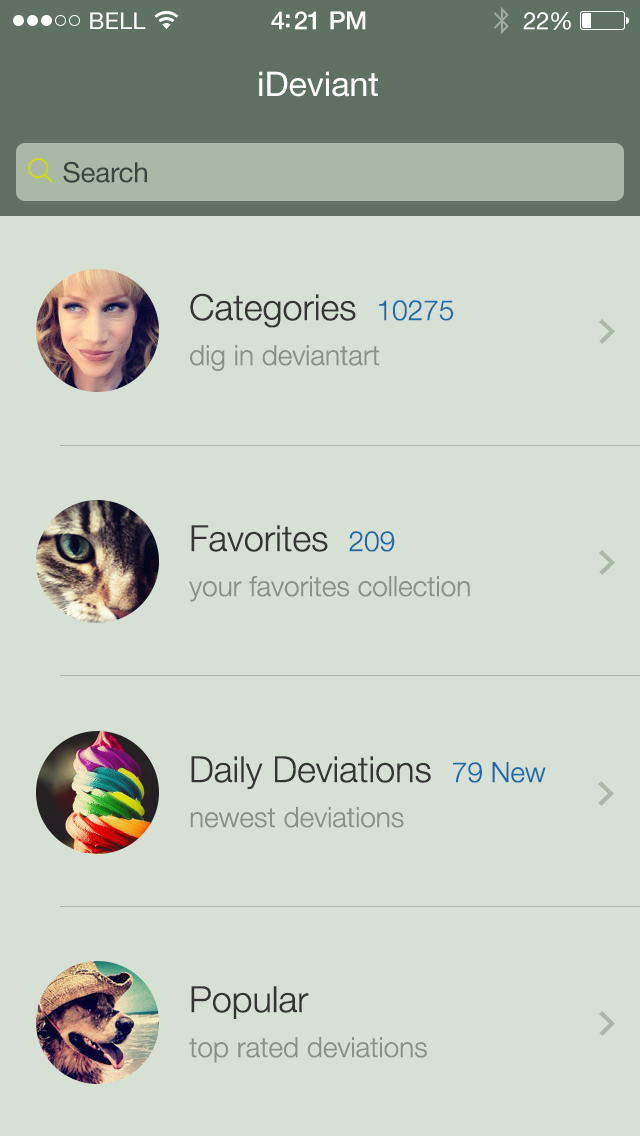 BELL 4:21 PM 22%
iDeviant
Search
Categories 10275
dig in deviantart
Favorites 209
your favorites collection
Daily Deviations 79 New
newest deviations
Popular
top rated deviations